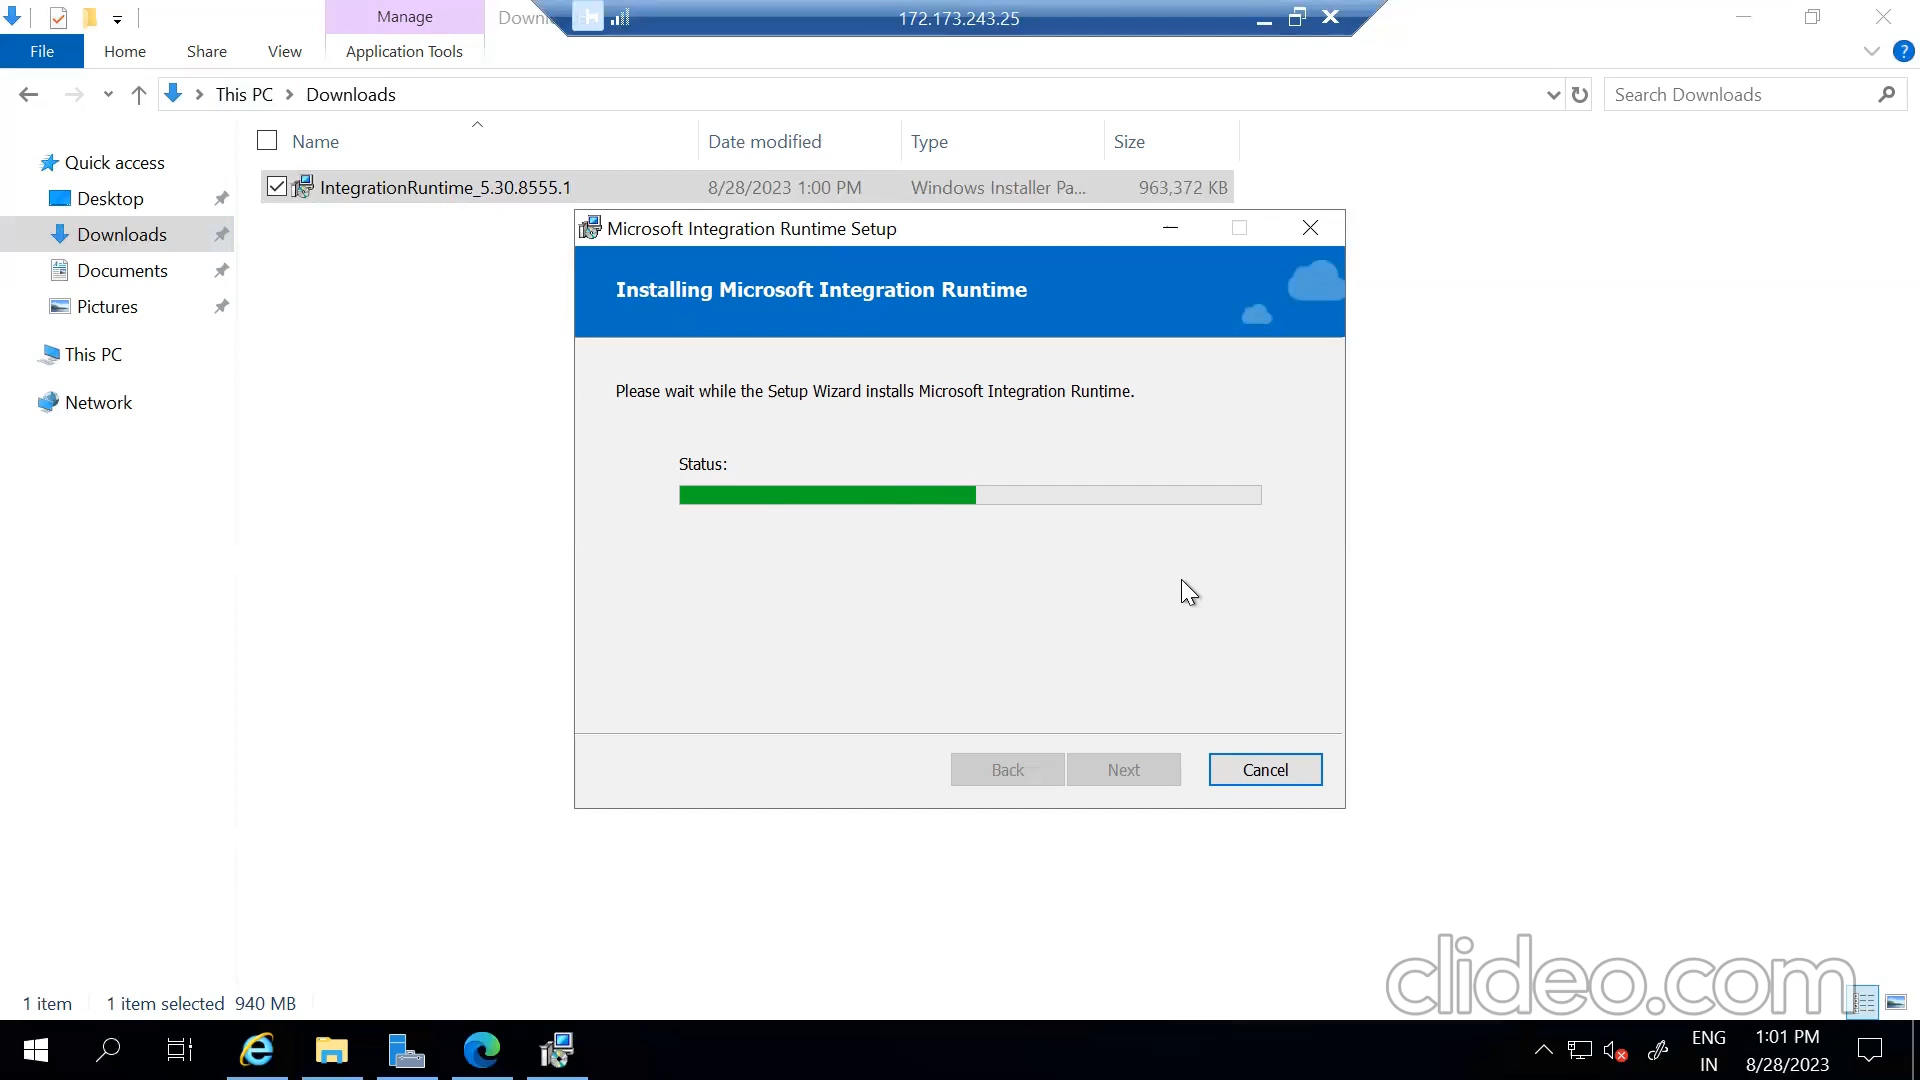 Manage
Down
172.173.243.25
File
Home
Share
View
Application Tools
This PC
Downloads
Search Downloads
Name
Date modified
Type
Size
Quick access
Desktop
Downloads
Documents
Pictures
This PC
Network
IntegrationRuntime_5.30.8555.1
8/28/2023 1:00 PM
Windows Installer Pa...
963,372 KB
Microsoft Integration Runtime Setup
Installing Microsoft Integration Runtime
Please wait while the Setup Wizard installs Microsoft Integration Runtime.
Status:
Back
Next
Cancel
clideo.com
1 item
1 item selected 940 MB
ENG
IN
1:01 PM
8/28/2023